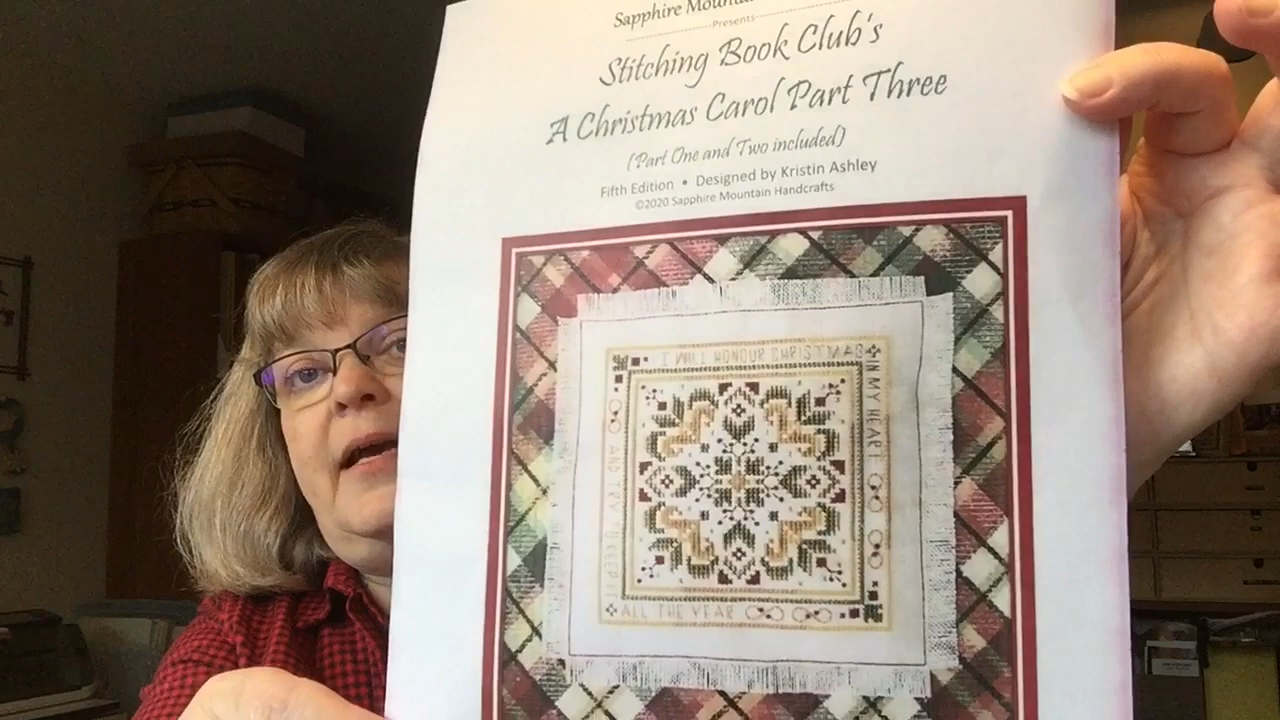 Sapphire Mountain
Presents
Stitching Book Club's
A Christmas Carol Part Three
(Part One and Two included)
Fifth Edition • Designed by Kristin Ashley
©2020 Sapphire Mountain Handcrafts
I WILL HONOUR CHRISTMAS
IN MY HEART
AND TRY TO KEEP IT
ALL THE YEAR